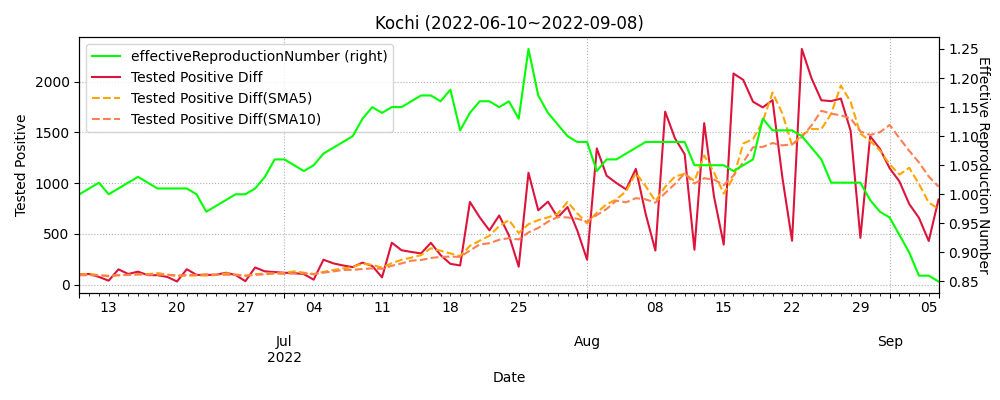 Kochi (2022-06-10~2022-09-08)
effectiveReproductionNumber (right)
Tested Positive Diff
Tested Positive Diff(SMA5)
Tested Positive Diff(SMA10)
Tested Positive
2000
1500
1000
500
0
Effective Reproduction Number
1.25
1.20
1.15
1.10
1.05
1.00
0.95
0.90
0.85
13 20 27 04 11 18 25 08 15 22 29 05
Jul Aug Sep
2022
Date